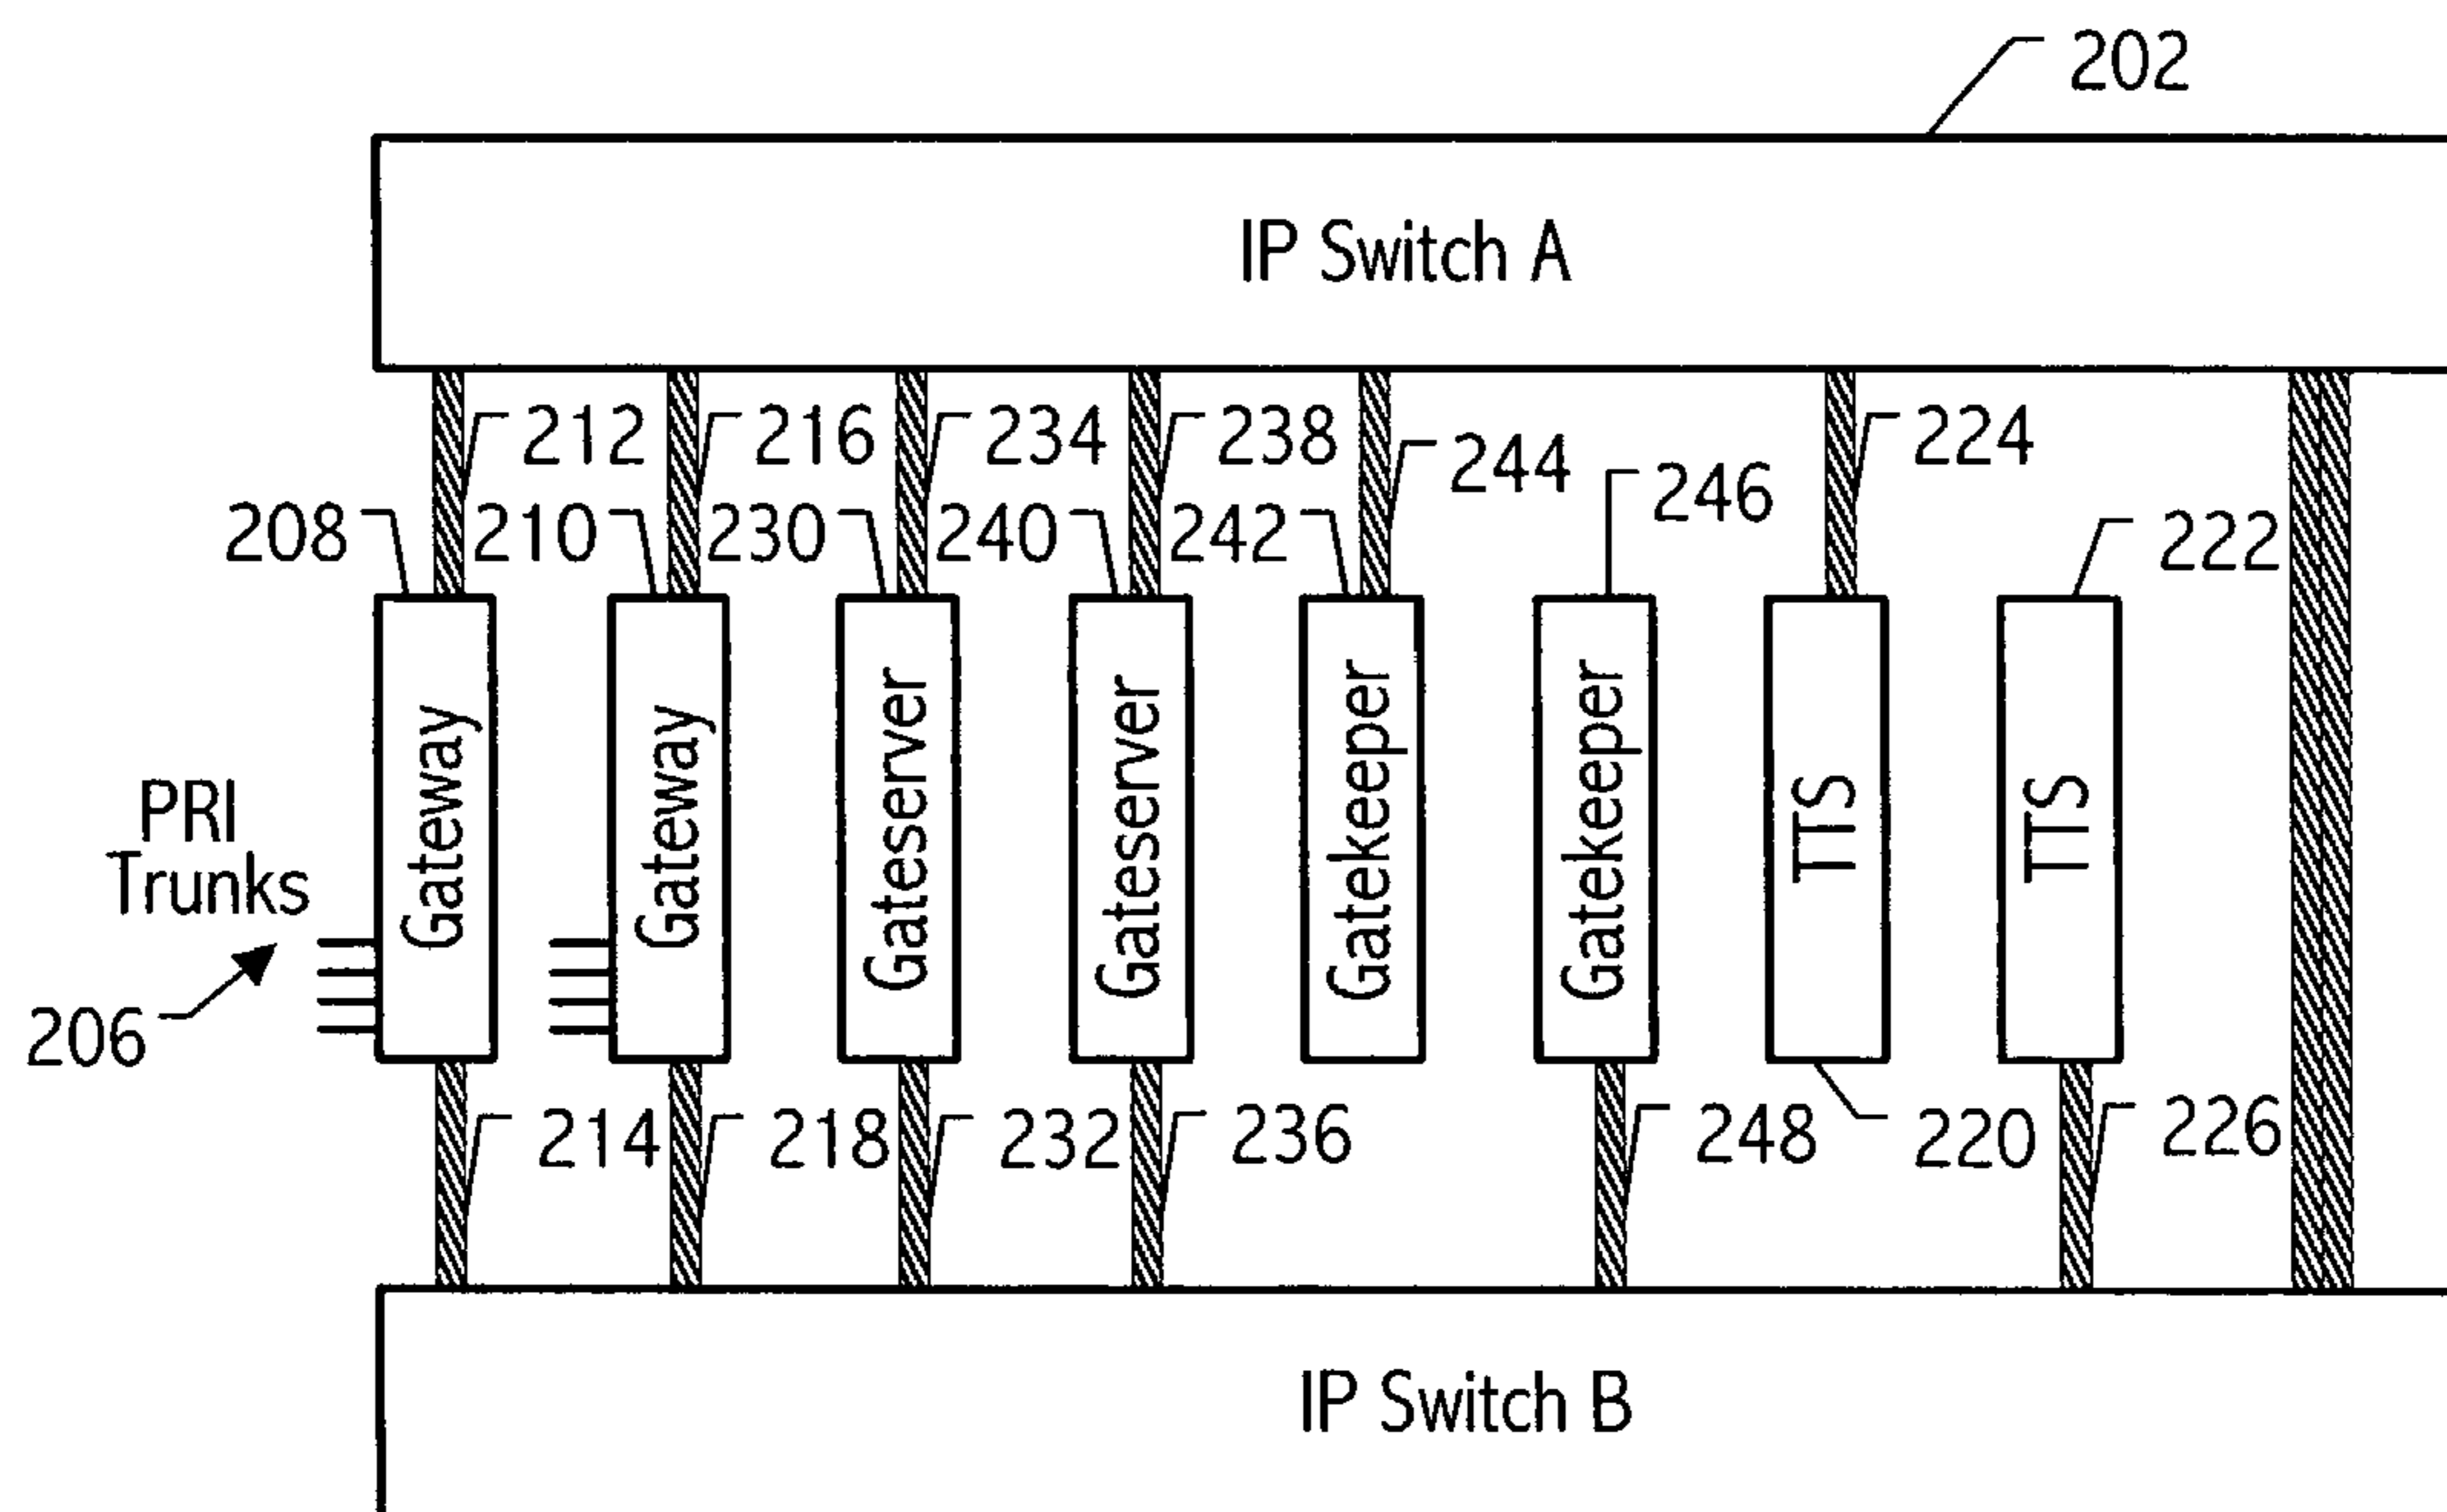 202
IP Switch A
212
216
234
238
244
224
246
208
210
230
240
242
222
Gateway
Gateway
Gateserver
Gateserver
Gatekeeper
Gatekeeper
TTS
TTS
PRI
Trunks
206
214
218
232
236
248
220
226
IP Switch B